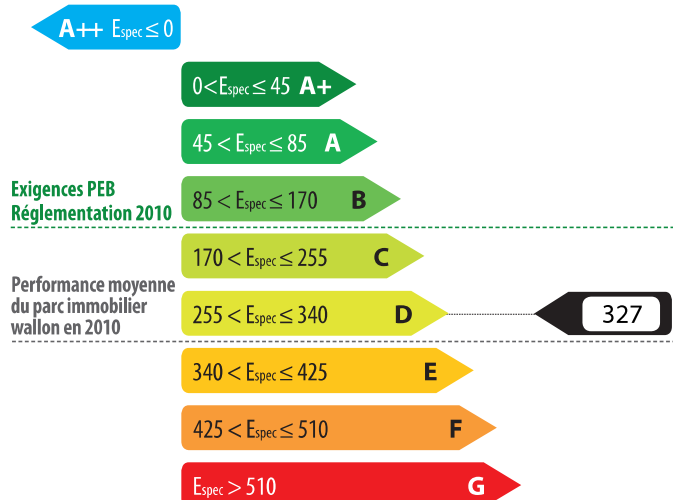 A++ Espec ≤ 0
0 < Espec ≤ 45 A+
45 < Espec ≤ 85 A
Exigences PEB
Réglementation 2010
85 < Espec ≤ 170 B
170 < Espec ≤ 255 C
Performance moyenne
du parc immobilier
wallon en 2010
255 < Espec ≤ 340 D
327
340 < Espec ≤ 425 E
425 < Espec ≤ 510 F
Espec > 510 G